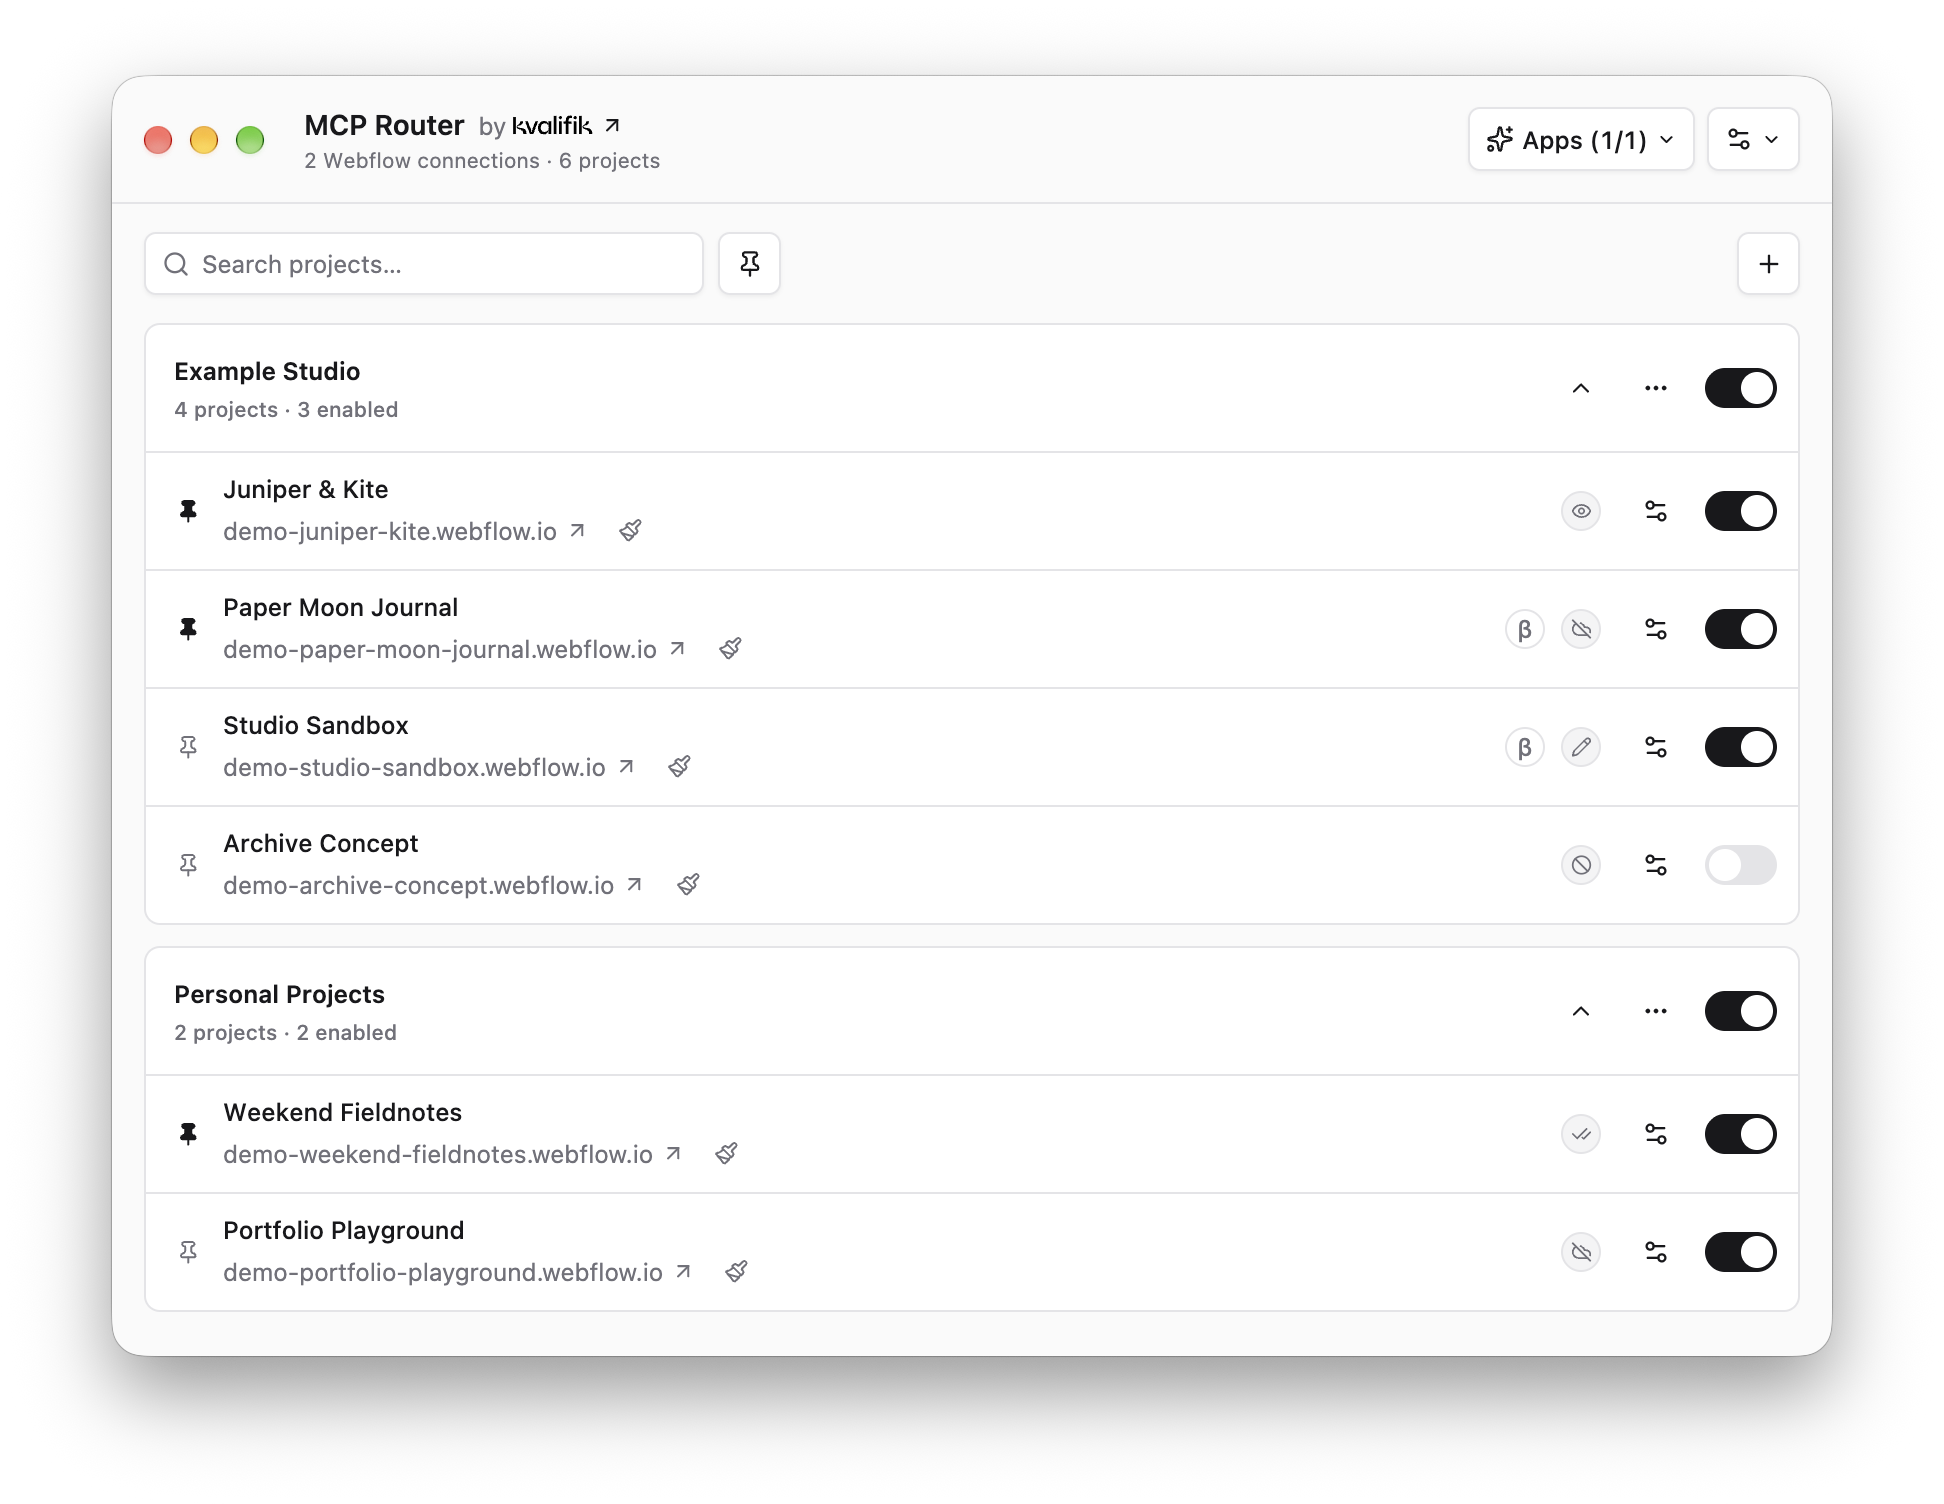 MCP Router by kvalifik
2 Webflow connections · 6 projects
Apps (1/1)
Search projects...
Example Studio
4 projects · 3 enabled
Juniper & Kite
demo-juniper-kite.webflow.io
Paper Moon Journal
demo-paper-moon-journal.webflow.io
β
Studio Sandbox
demo-studio-sandbox.webflow.io
β
Archive Concept
demo-archive-concept.webflow.io
Personal Projects
2 projects · 2 enabled
Weekend Fieldnotes
demo-weekend-fieldnotes.webflow.io
Portfolio Playground
demo-portfolio-playground.webflow.io